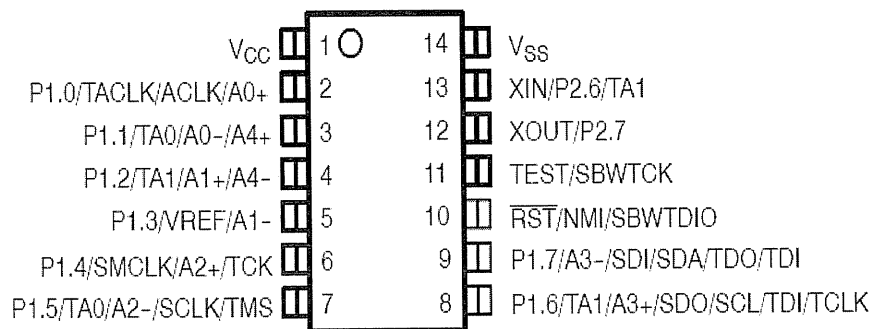 VCC 1 14 VSS
P1.0/TACLK/ACLK/A0+ 2 13 XIN/P2.6/TA1
P1.1/TA0/A0-/A4+ 3 12 XOUT/P2.7
P1.2/TA1/A1+/A4- 4 11 TEST/SBWTCK
P1.3/VREF/A1- 5 10 RST/NMI/SBWTDIO
P1.4/SMCLK/A2+/TCK 6 9 P1.7/A3-/SDI/SDA/TDO/TDI
P1.5/TA0/A2-/SCLK/TMS 7 8 P1.6/TA1/A3+/SDO/SCL/TDI/TCLK